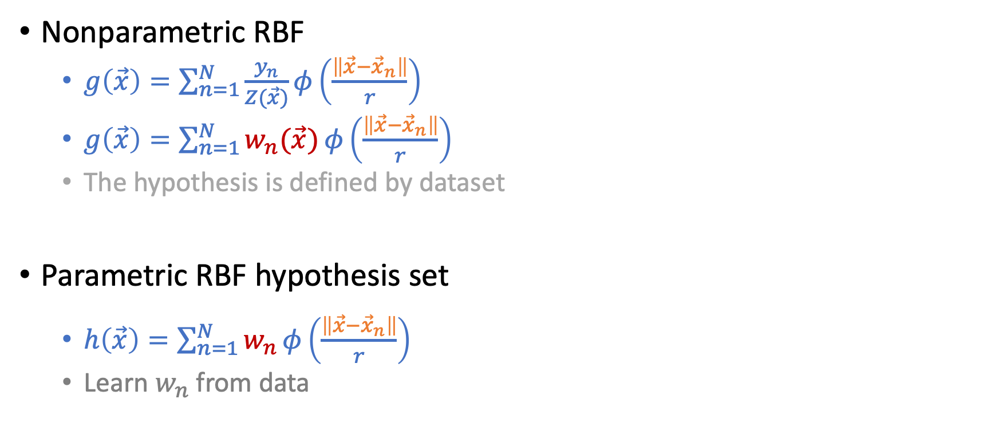 • Nonparametric RBF
• $g(\vec{x}) = \sum_{n=1}^{N} \frac{y_n}{Z(\vec{x})} \phi\left(\frac{\|\vec{x}-\vec{x}_n\|}{r}\right)$
• $g(\vec{x}) = \sum_{n=1}^{N} w_n(\vec{x}) \phi\left(\frac{\|\vec{x}-\vec{x}_n\|}{r}\right)$
• The hypothesis is defined by dataset
• Parametric RBF hypothesis set
• $h(\vec{x}) = \sum_{n=1}^{N} w_n \phi\left(\frac{\|\vec{x}-\vec{x}_n\|}{r}\right)$
• Learn $w_n$ from data